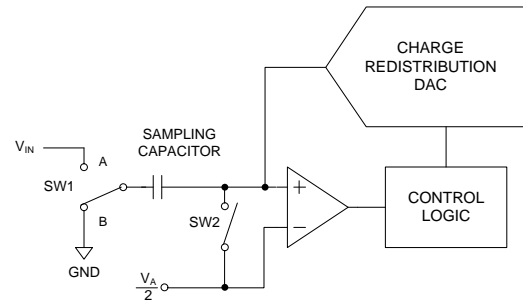 CHARGE
REDISTRIBUTION
DAC
SAMPLING
CAPACITOR
VIN
A
SW1
B
SW2
+
−
CONTROL
LOGIC
GND
VA
2